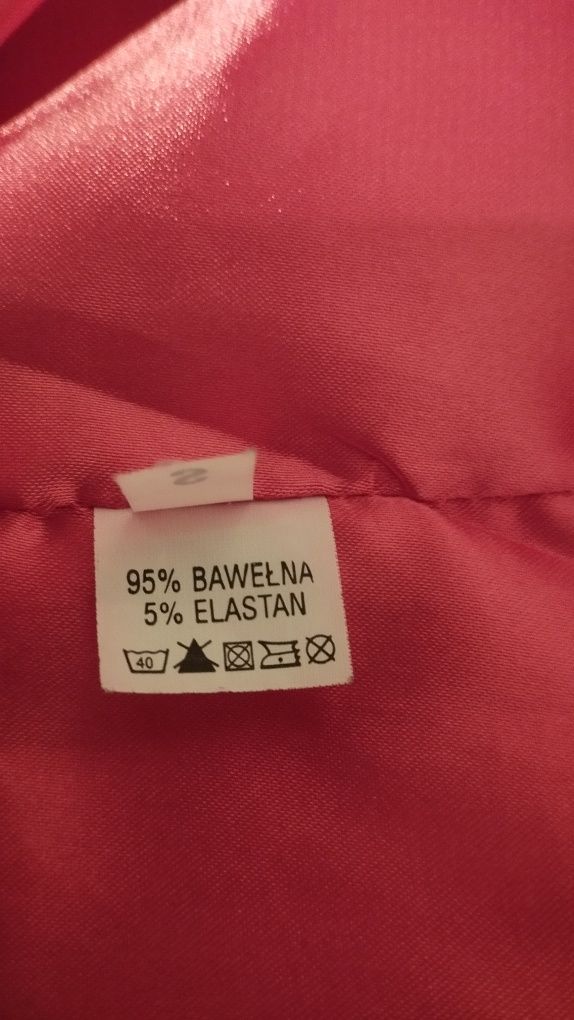 S
95% BAWEŁNA
5% ELASTAN
40